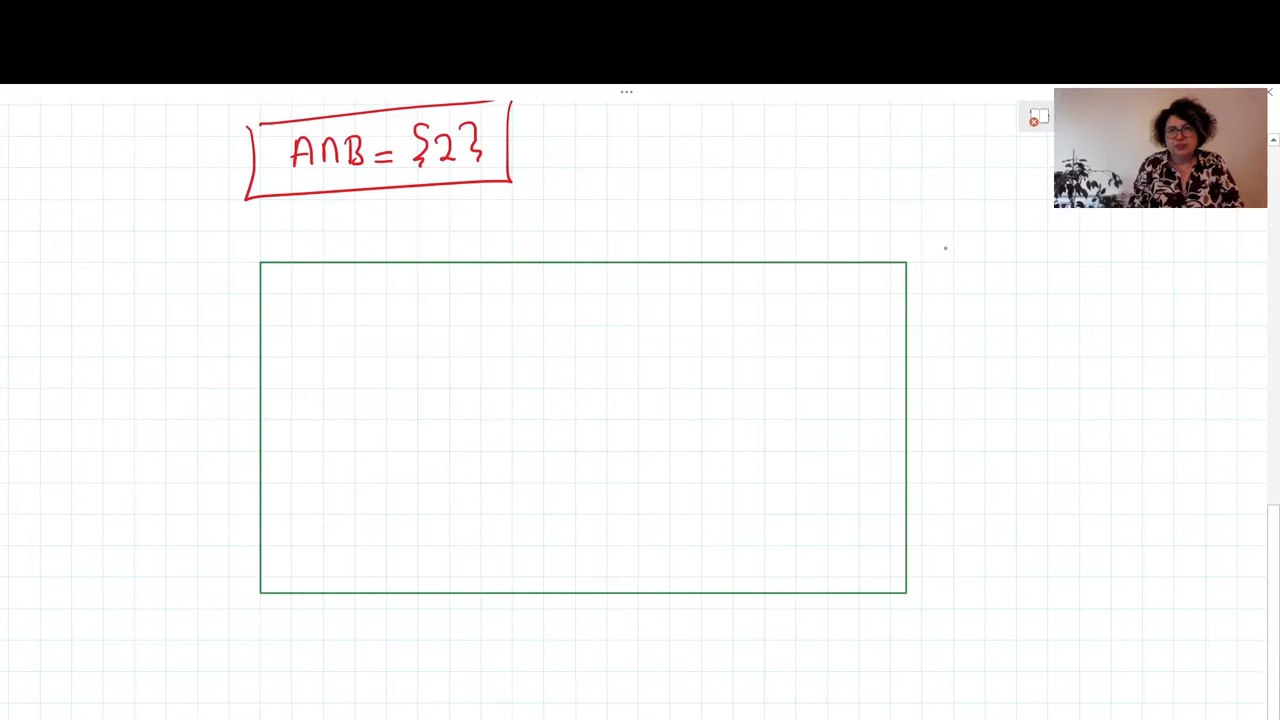 A∩B = {2}